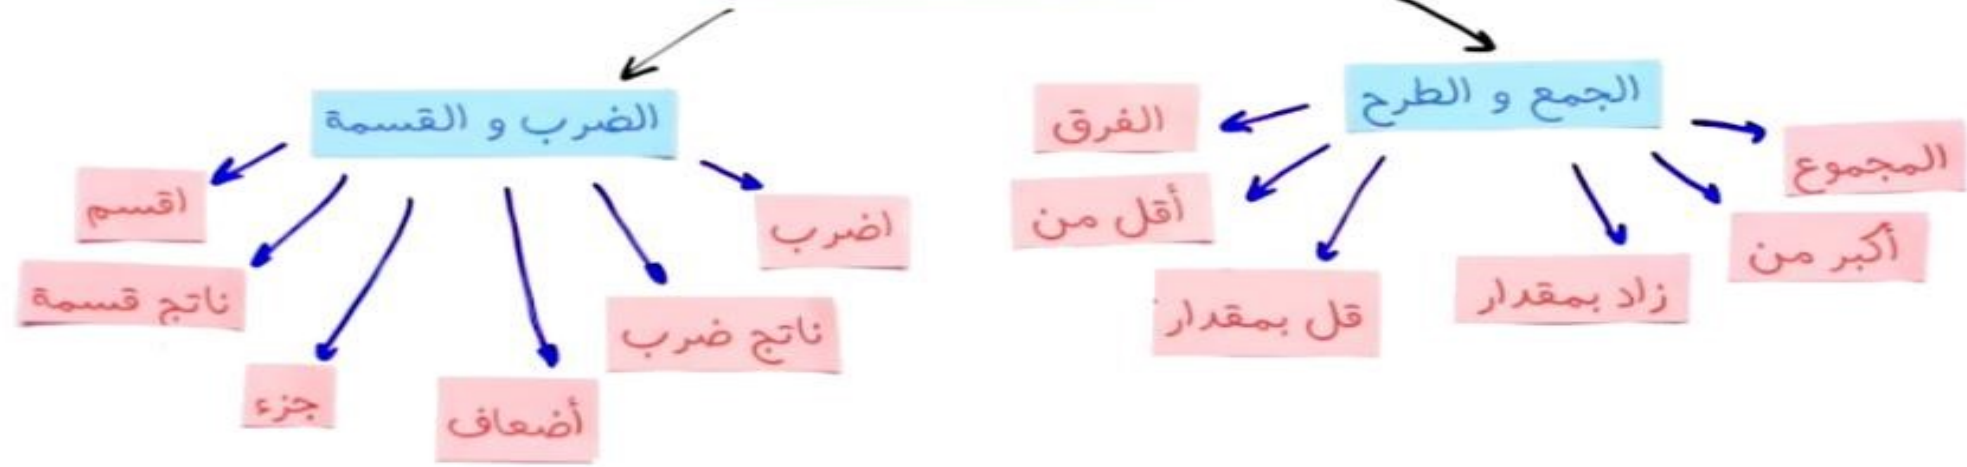 الجمع و الطرح
المجموع
أكبر من
زاد بمقدار
قل بمقدار
أقل من
الفرق
الضرب و القسمة
اضرب
ناتج ضرب
أضعاف
جزء
ناتج قسمة
اقسم